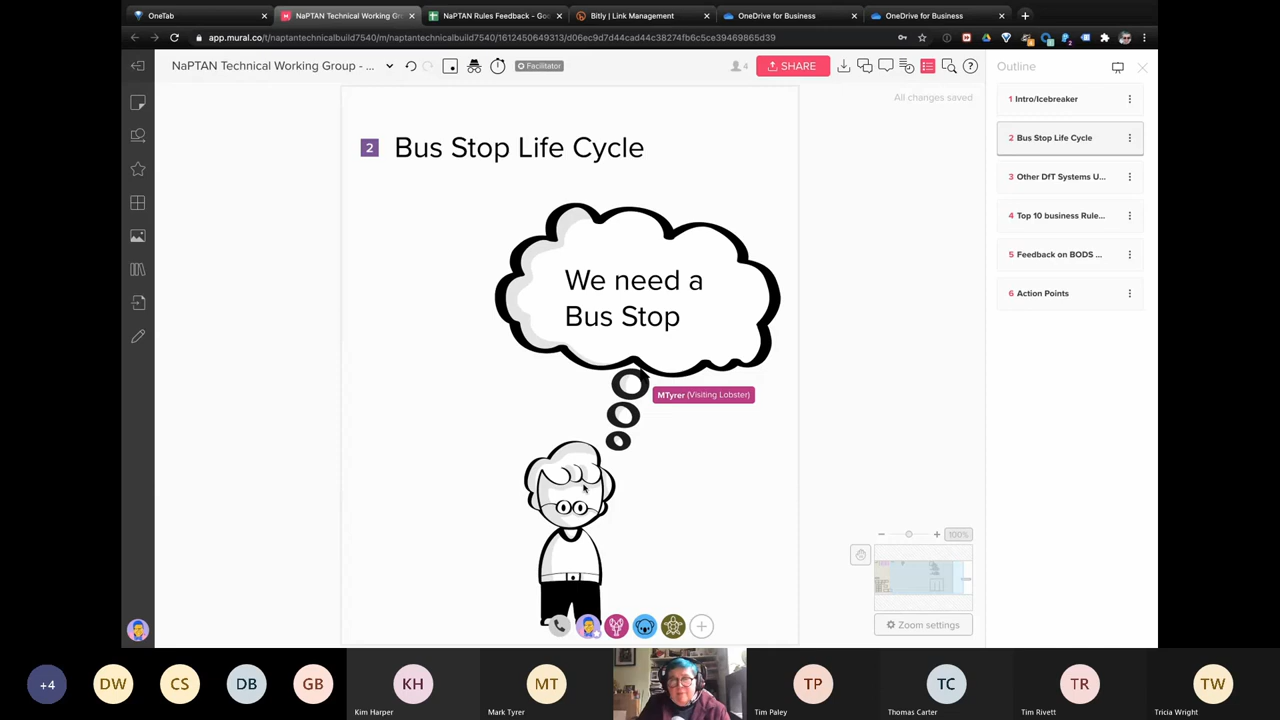 OneTab
NaPTAN Technical Working Gro
NaPTAN Rules Feedback - Goo
Bitly | Link Management
OneDrive for Business
OneDrive for Business
app.mural.co/t/naptantechnicalbuild7540/m/naptantechnicalbuild7540/1612450649313/d06ec9d7d44cad44c38274fb6c5ce39469865d39
NaPTAN Technical Working Group - ...
Facilitator
4
SHARE
Outline
All changes saved
1 Intro/Icebreaker
2 Bus Stop Life Cycle
3 Other DfT Systems U...
4 Top 10 business Rule...
5 Feedback on BODS ...
6 Action Points
2 Bus Stop Life Cycle
We need a
Bus Stop
MTyrer (Visiting Lobster)
100%
Zoom settings
+4
DW
CS
DB
GB
KH
MT
TP
TC
TR
TW
Kim Harper
Mark Tyrer
Tim Paley
Thomas Carter
Tim Rivett
Tricia Wright